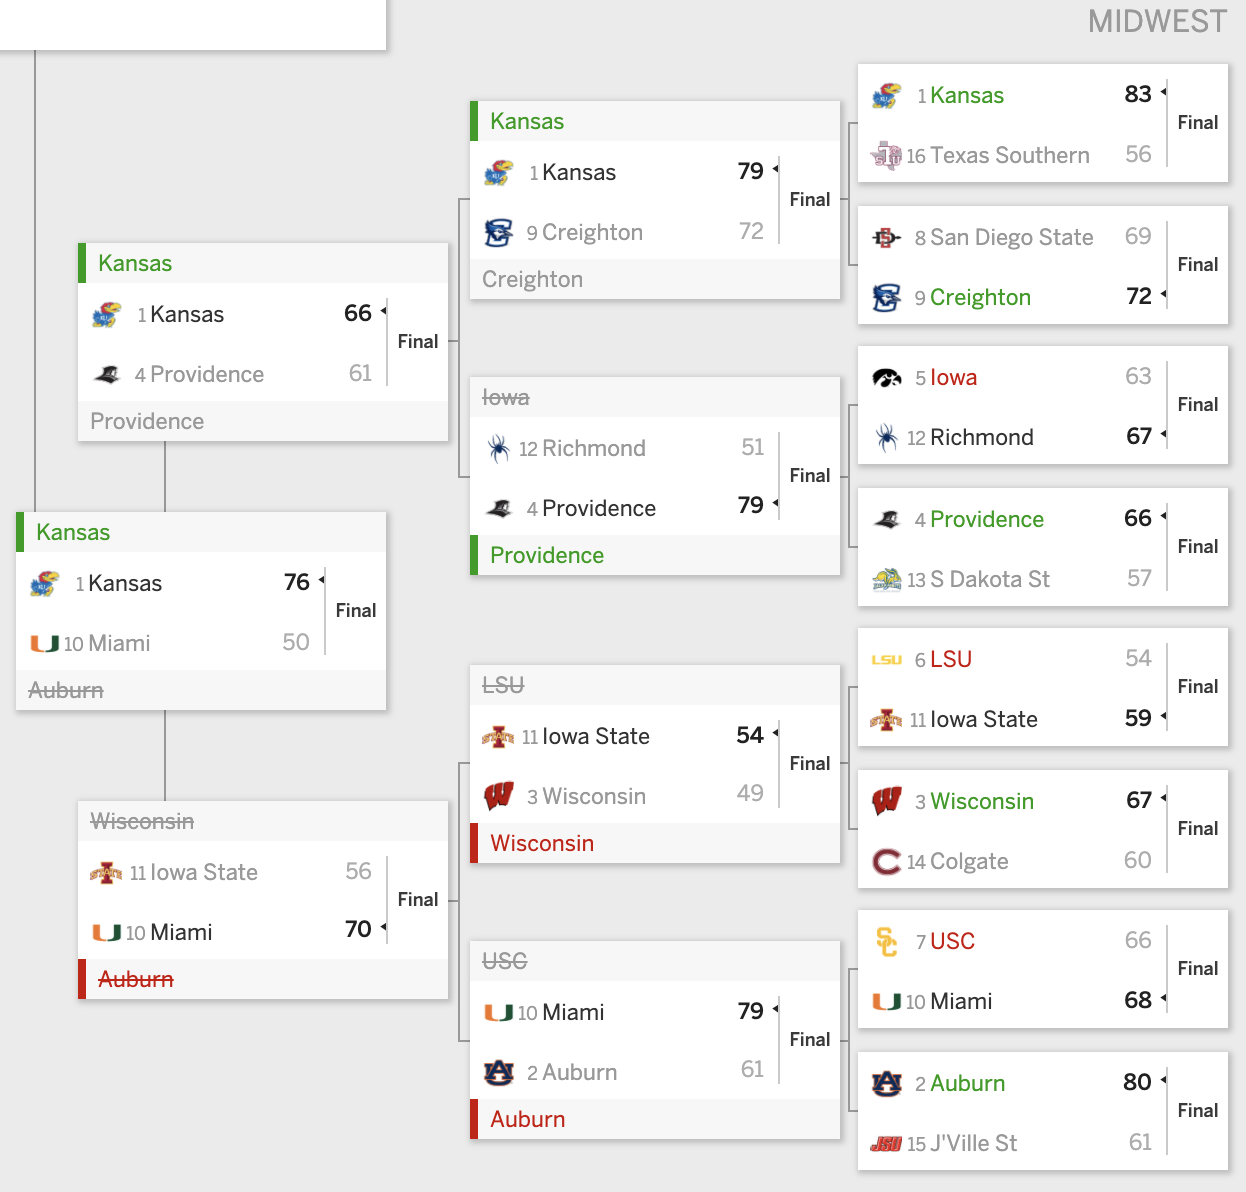 MIDWEST
Kansas
1 Kansas 76
10 Miami 50
Final
Auburn
Kansas
1 Kansas 66
4 Providence 61
Final
Providence
Wisconsin
11 Iowa State 56
10 Miami 70
Final
Auburn
Kansas
1 Kansas 79
9 Creighton 72
Final
Creighton
Iowa
12 Richmond 51
4 Providence 79
Final
Providence
LSU
11 Iowa State 54
3 Wisconsin 49
Final
Wisconsin
USC
10 Miami 79
2 Auburn 61
Final
Auburn
1 Kansas 83
16 Texas Southern 56
Final
8 San Diego State 69
9 Creighton 72
Final
5 Iowa 63
12 Richmond 67
Final
4 Providence 66
13 S Dakota St 57
Final
LSU 6 LSU 54
11 Iowa State 59
Final
3 Wisconsin 67
14 Colgate 60
Final
7 USC 66
10 Miami 68
Final
2 Auburn 80
JSU 15 J'Ville St 61
Final